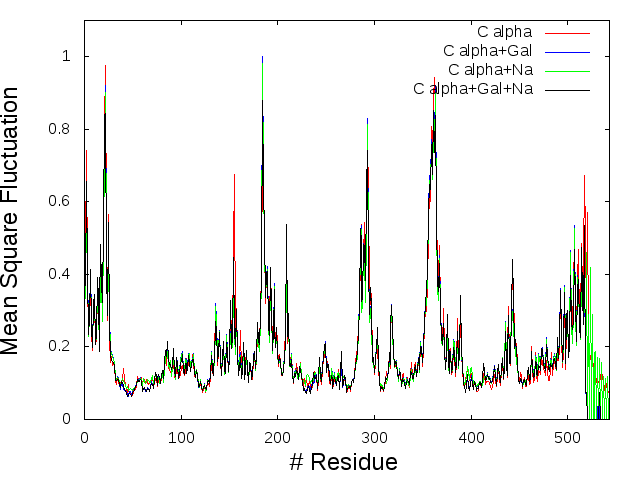 C alpha
C alpha+Gal
C alpha+Na
C alpha+Gal+Na
Mean Square Fluctuation
1
0.8
0.6
0.4
0.2
0
0 100 200 300 400 500
# Residue